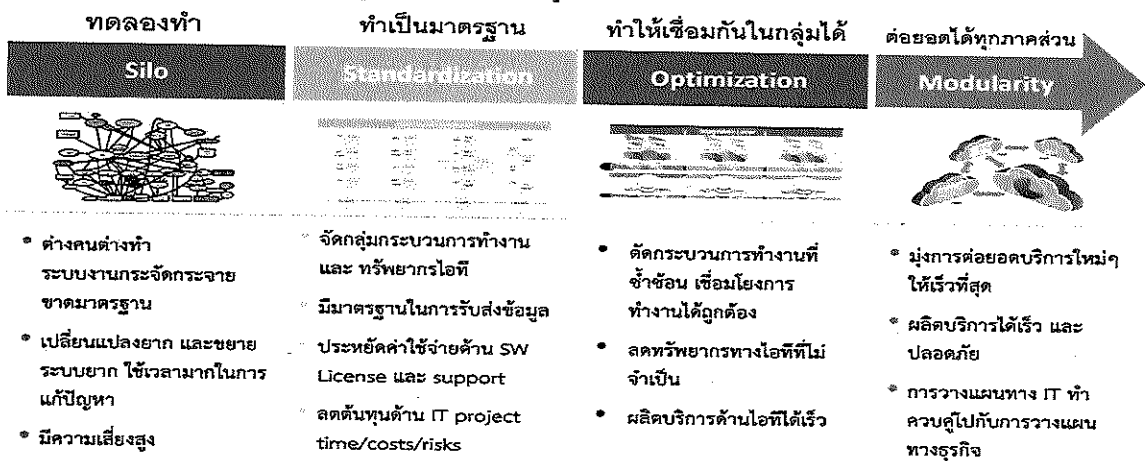 ทดลองทำ
Silo
ต่างคนต่างทำ
ระบบงานกระจัดกระจาย
ขาดมาตรฐาน
เปลี่ยนแปลงยาก และขยาย
ระบบยาก ใช้เวลามากในการ
แก้ปัญหา
มีความเสี่ยงสูง
ทำเป็นมาตรฐาน
Standardization
จัดกลุ่มกระบวนการทำงาน
และ ทรัพยากรไอที
มีมาตรฐานในการรับส่งข้อมูล
ประหยัดค่าใช้จ่ายด้าน SW
License และ support
ลดต้นทุนด้าน IT project
time/costs/risks
ทำให้เชื่อมกันในกลุ่มได้
Optimization
ตัดกระบวนการทำงานที่
ซ้ำซ้อน เชื่อมโยงการ
ทำงานได้ถูกต้อง
ลดทรัพยากรทางไอทีที่ไม่
จำเป็น
ผลิตบริการด้านไอทีได้เร็ว
ต่อยอดได้ทุกภาคส่วน
Modularity
มุ่งการต่อยอดบริการใหม่ๆ
ให้เร็วที่สุด
ผลิตบริการได้เร็ว และ
ปลอดภัย
การวางแผนทาง IT ทำ
ควบคู่ไปกับการวางแผน
ทางธุรกิจ